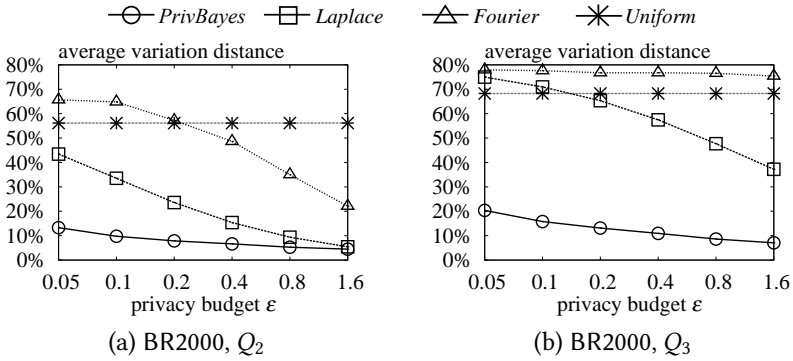 PrivBayes Laplace Fourier Uniform
average variation distance
80%
70%
60%
50%
40%
30%
20%
10%
0%
0.05 0.1 0.2 0.4 0.8 1.6
privacy budget ε
(a) BR2000, Q2
average variation distance
80%
70%
60%
50%
40%
30%
20%
10%
0%
0.05 0.1 0.2 0.4 0.8 1.6
privacy budget ε
(b) BR2000, Q3